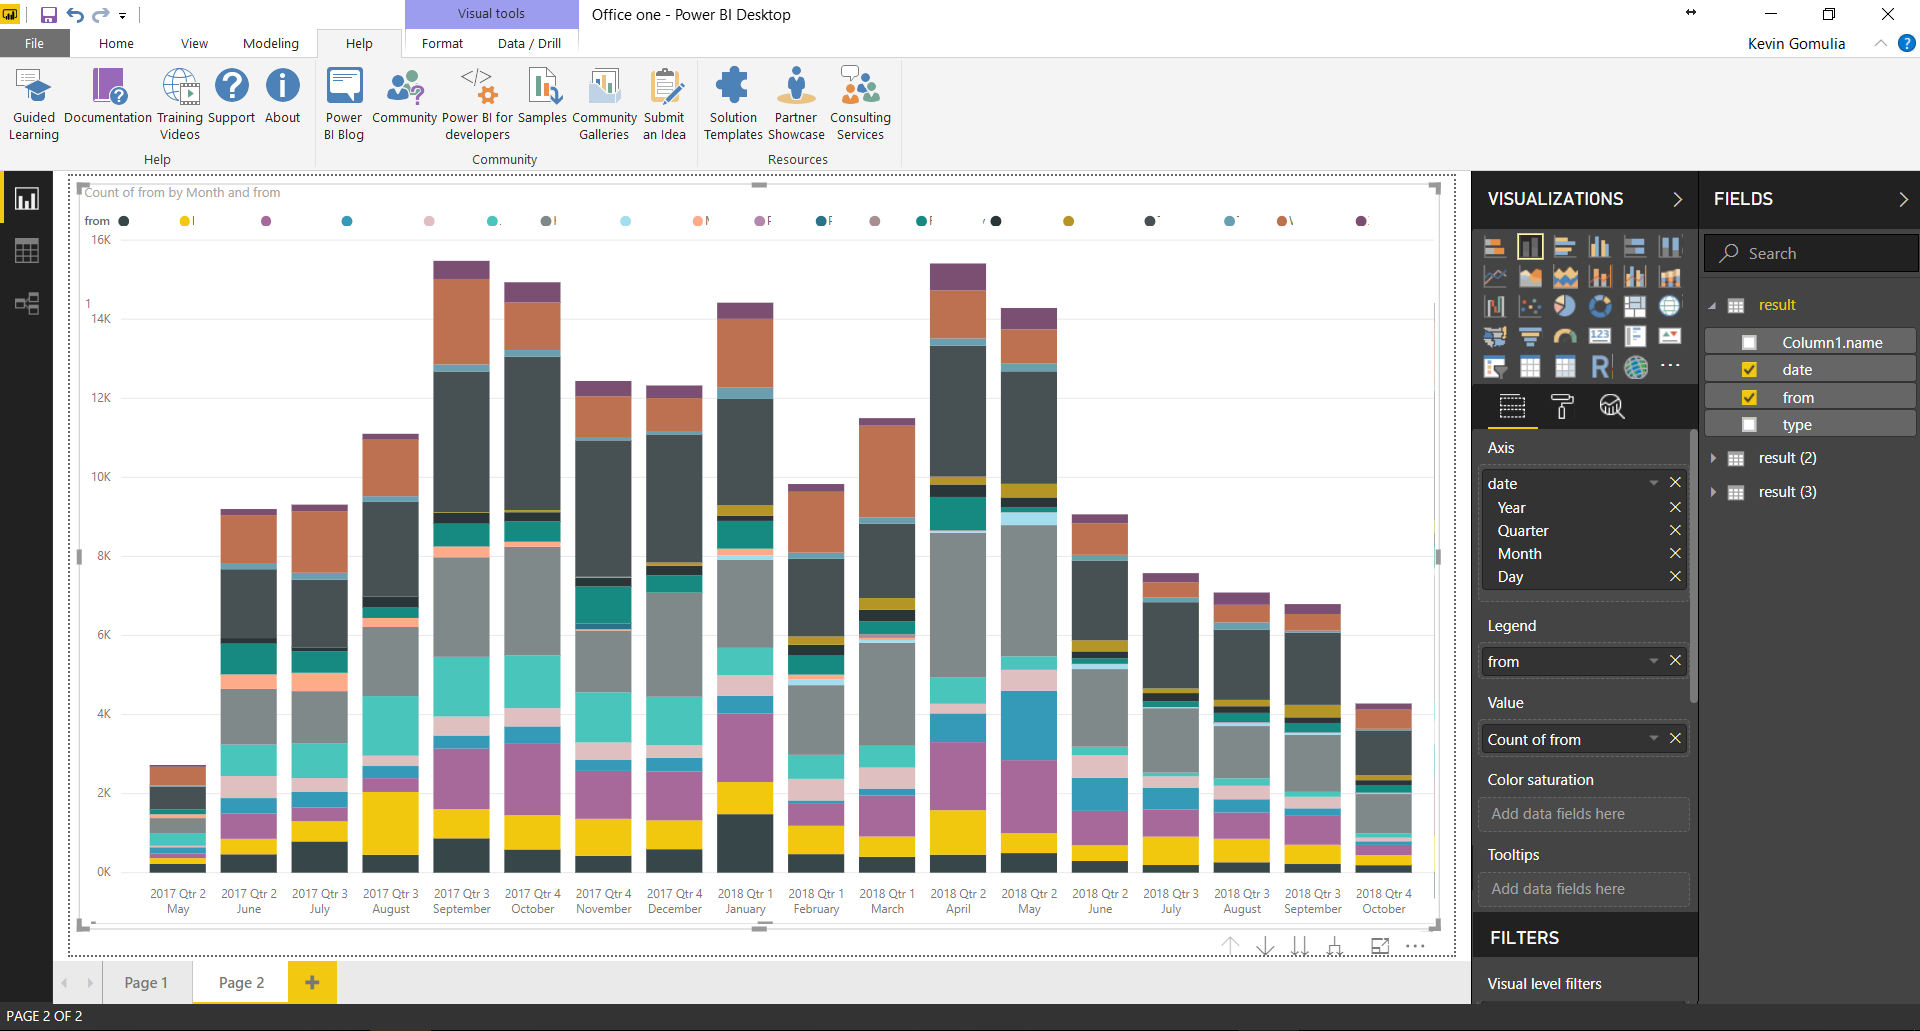 Visual tools
Office one - Power BI Desktop
File
Home
View
Modeling
Help
Format
Data / Drill
Kevin Gomulia
Guided Learning
Documentation
Training Videos
Support
About
Power BI Blog
Community
Power BI for developers
Samples
Community Galleries
Submit an Idea
Solution Templates
Partner Showcase
Consulting Services
Help
Community
Resources
Count of from by Month and from
from
16K
14K
12K
10K
8K
6K
4K
2K
0K
1
2017 Qtr 2 May
2017 Qtr 2 June
2017 Qtr 3 July
2017 Qtr 3 August
2017 Qtr 3 September
2017 Qtr 4 October
2017 Qtr 4 November
2017 Qtr 4 December
2018 Qtr 1 January
2018 Qtr 1 February
2018 Qtr 1 March
2018 Qtr 2 April
2018 Qtr 2 May
2018 Qtr 2 June
2018 Qtr 3 July
2018 Qtr 3 August
2018 Qtr 3 September
2018 Qtr 4 October
Page 1
Page 2
PAGE 2 OF 2
VISUALIZATIONS
123
R
Axis
date
Year
Quarter
Month
Day
Legend
from
Value
Count of from
Color saturation
Add data fields here
Tooltips
Add data fields here
FILTERS
Visual level filters
FIELDS
Search
result
Column1.name
date
from
type
result (2)
result (3)